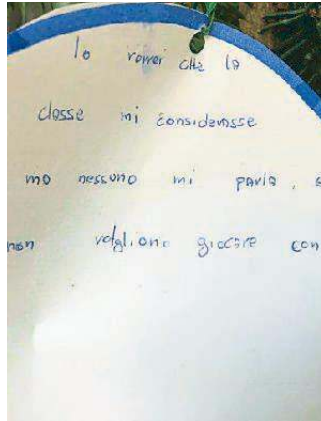 Io vorrei che la
classe mi considerasse
ma nessuno mi parla, e
non vogliono giocare con